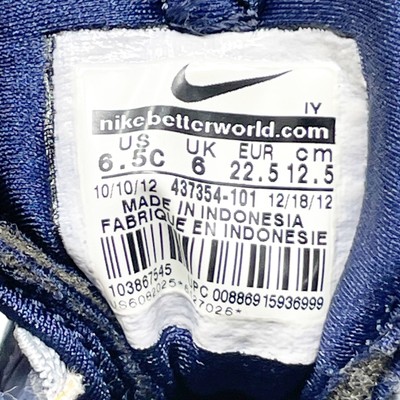 IY
nikebetterworld.com
US UK EUR cm
6.5C 6 22.5 12.5
10/10/12 437354-101 12/18/12
MADE IN INDONESIA
FABRIQUE EN INDONESIE
103867545 UPC 00886915936999